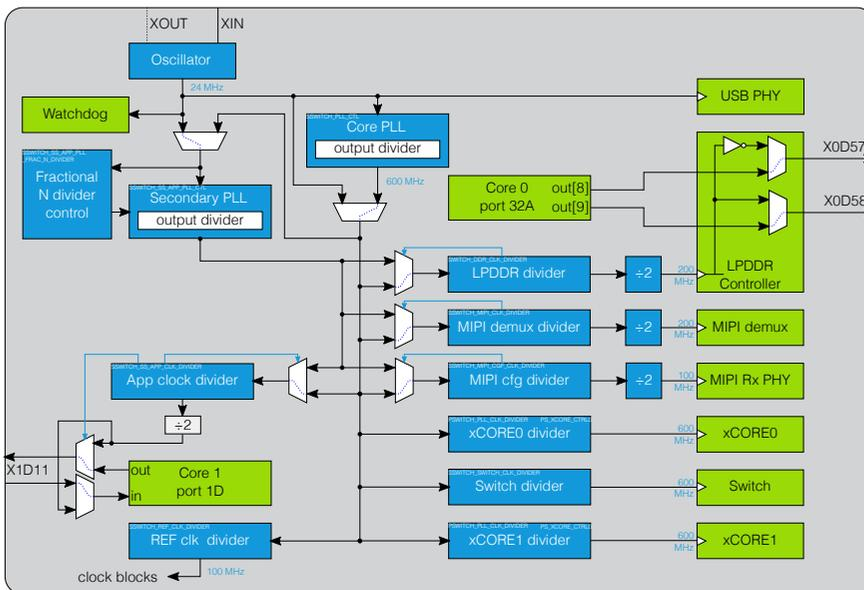 XOUT XIN
Oscillator
24 MHz
Watchdog
SSWITCH_PLL_CTL
Core PLL
output divider
600 MHz
USB PHY
SSWITCH_SS_APP_PLL
_FRAC_N_DIVIDER
Fractional
N divider
control
SSWITCH_SS_APP_PLL_CTL
Secondary PLL
output divider
Core 0
port 32A
out[8]
out[9]
X0D57
X0D58
LPDDR
Controller
SSWITCH_DDR_CLK_DIVIDER
LPDDR divider
÷2
200
MHz
SSWITCH_MIPI_CLK_DIVIDER
MIPI demux divider
÷2
200
MHz
MIPI demux
SSWITCH_SS_APP_CLK_DIVIDER
App clock divider
÷2
SSWITCH_MIPI_CGF_CLK_DIVIDER
MIPI cfg divider
÷2
100
MHz
MIPI Rx PHY
SSWITCH_PLL_CLK_DIVIDER PS_XCORE_CTRL0
xCORE0 divider
600
MHz
xCORE0
X1D11
out
in
Core 1
port 1D
SSWITCH_SWITCH_CLK_DIVIDER
Switch divider
600
MHz
Switch
SSWITCH_REF_CLK_DIVIDER
REF clk divider
100 MHz
clock blocks
SSWITCH_PLL_CLK_DIVIDER
xCORE1 divider
600
MHz
xCORE1